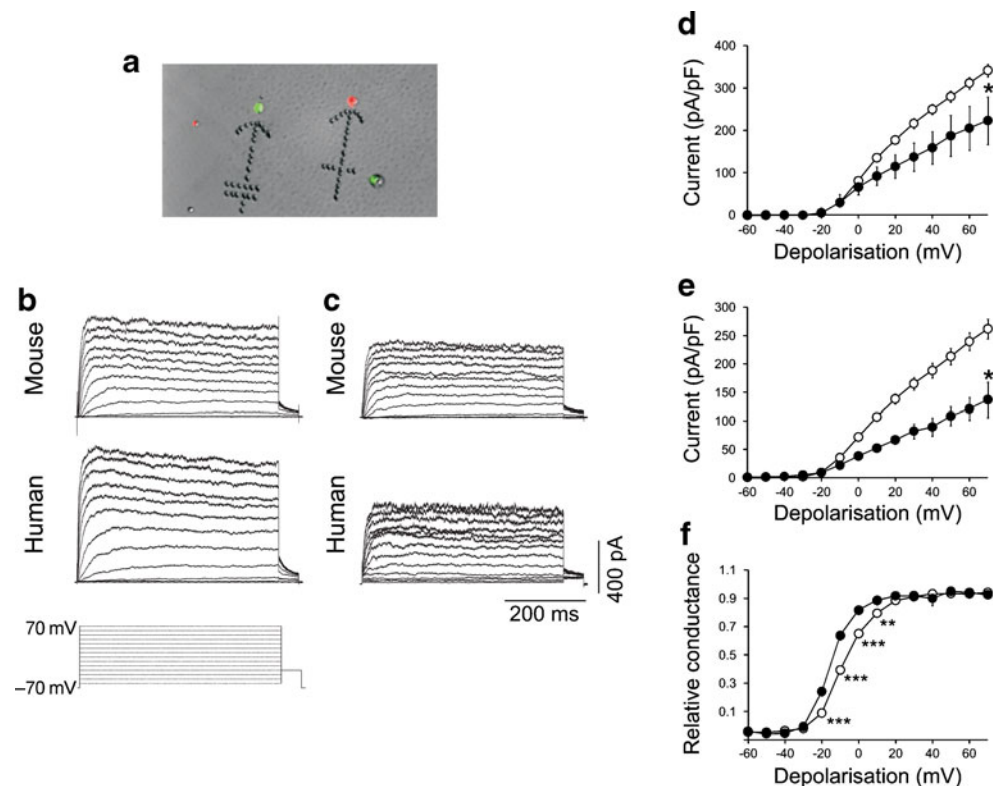 a
b
c
Mouse
Human
70 mV
–70 mV
400 pA
200 ms
d
Current (pA/pF)
400
300
200
100
0
*
-60 -40 -20 0 20 40 60
Depolarisation (mV)
e
Current (pA/pF)
300
250
200
150
100
50
0
*
-60 -40 -20 0 20 40 60
Depolarisation (mV)
f
Relative conductance
1.1
0.9
0.7
0.5
0.3
0.1
***
***
***
**
-60 -40 -20 0 20 40 60
Depolarisation (mV)
Mouse
Human